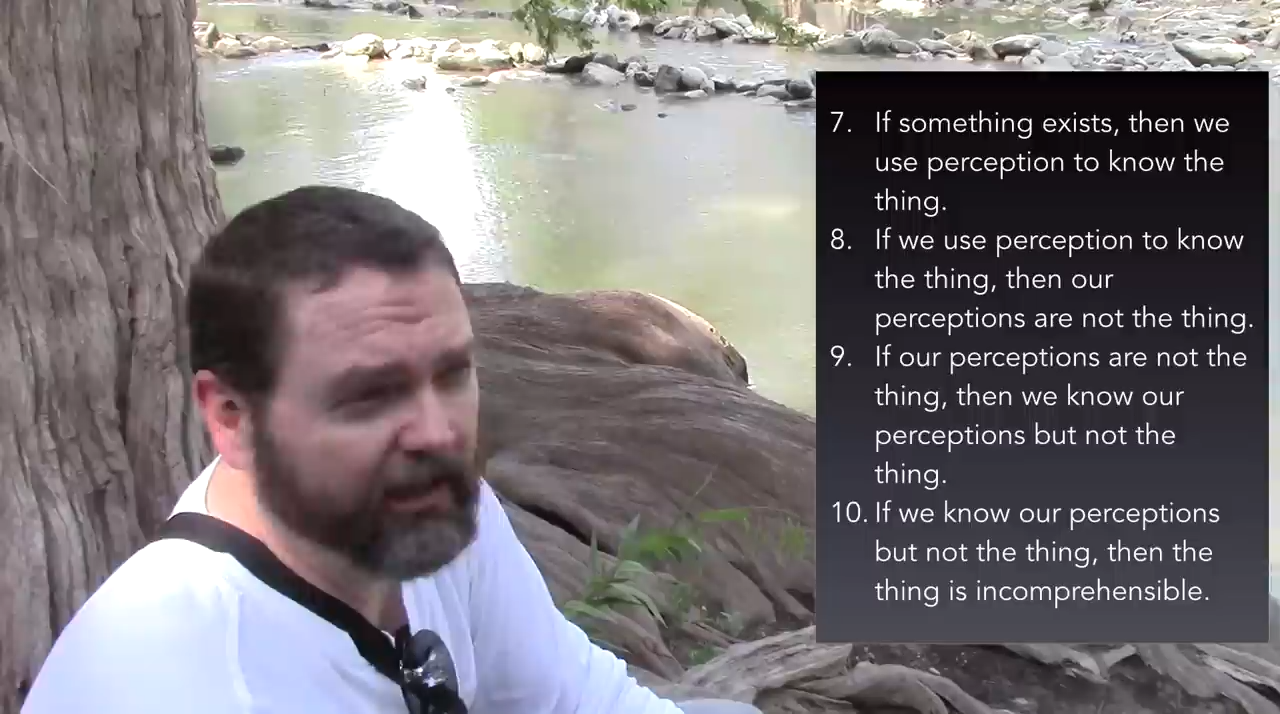 7. If something exists, then we
use perception to know the
thing.
8. If we use perception to know
the thing, then our
perceptions are not the thing.
9. If our perceptions are not the
thing, then we know our
perceptions but not the
thing.
10. If we know our perceptions
but not the thing, then the
thing is incomprehensible.